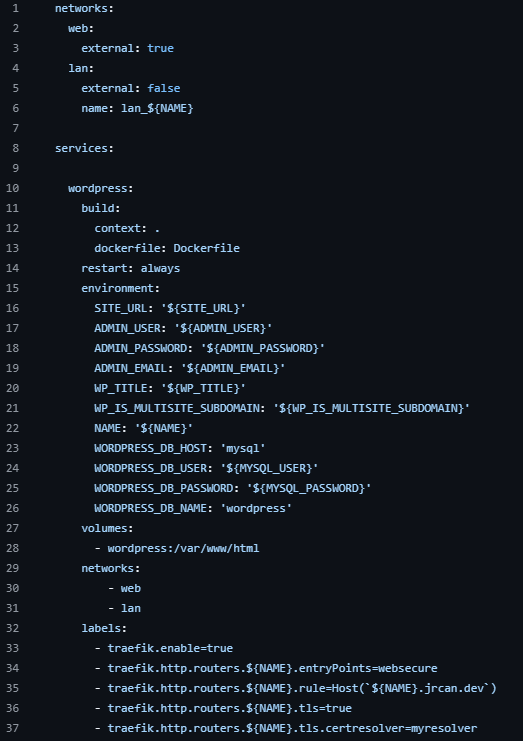 1 networks:
2   web:
3     external: true
4   lan:
5     external: false
6     name: lan_${NAME}
7
8 services:
9
10   wordpress:
11     build:
12       context: .
13       dockerfile: Dockerfile
14     restart: always
15     environment:
16       SITE_URL: '${SITE_URL}'
17       ADMIN_USER: '${ADMIN_USER}'
18       ADMIN_PASSWORD: '${ADMIN_PASSWORD}'
19       ADMIN_EMAIL: '${ADMIN_EMAIL}'
20       WP_TITLE: '${WP_TITLE}'
21       WP_IS_MULTISITE_SUBDOMAIN: '${WP_IS_MULTISITE_SUBDOMAIN}'
22       NAME: '${NAME}'
23       WORDPRESS_DB_HOST: 'mysql'
24       WORDPRESS_DB_USER: '${MYSQL_USER}'
25       WORDPRESS_DB_PASSWORD: '${MYSQL_PASSWORD}'
26       WORDPRESS_DB_NAME: 'wordpress'
27     volumes:
28       - wordpress:/var/www/html
29     networks:
30         - web
31         - lan
32     labels:
33       - traefik.enable=true
34       - traefik.http.routers.${NAME}.entryPoints=websecure
35       - traefik.http.routers.${NAME}.rule=Host(`${NAME}.jrcan.dev`)
36       - traefik.http.routers.${NAME}.tls=true
37       - traefik.http.routers.${NAME}.tls.certresolver=myresolver